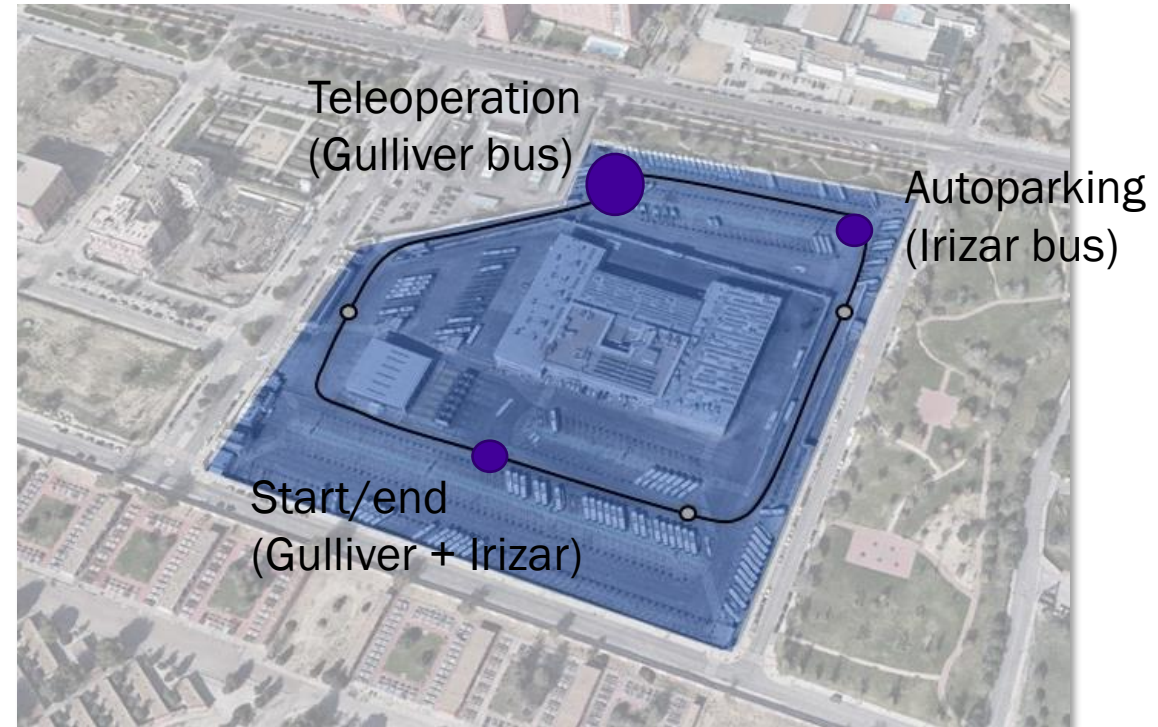 Teleoperation
(Gulliver bus)
Autoparking
(Irizar bus)
Start/end
(Gulliver + Irizar)